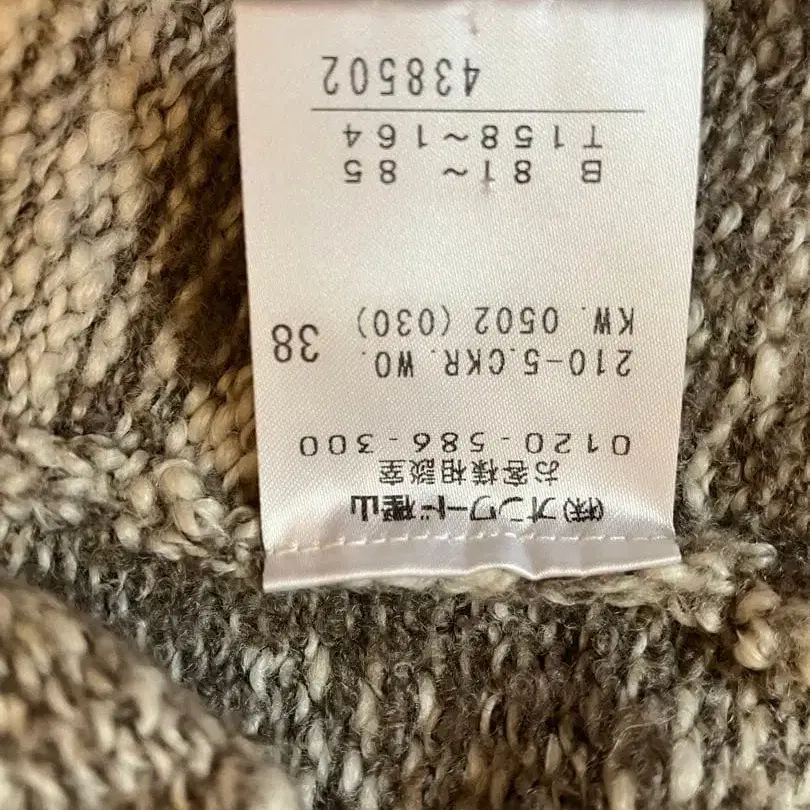 (株)オンワード樫山
お客様相談室
0120-586-300
210-5.CKR.WO.
KW. 0502 (030) 38
B 81~ 85
T158~164
438502